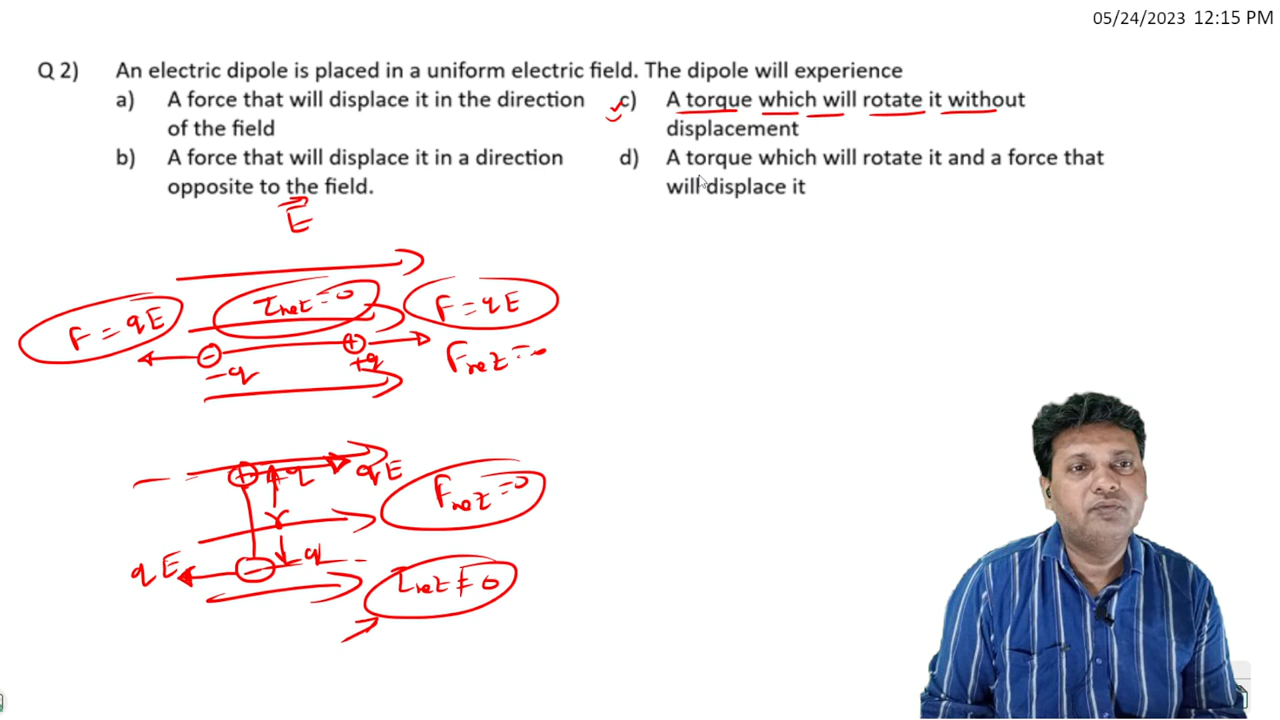 05/24/2023 12:15 PM
Q 2) An electric dipole is placed in a uniform electric field. The dipole will experience
a) A force that will displace it in the direction of the field
b) A force that will displace it in a direction opposite to the field.
c) A torque which will rotate it without displacement
d) A torque which will rotate it and a force that will displace it
E
F = qE
τnet = 0
F = qE
−q
+q
Fnet = 0
+q
qE
Fnet = 0
r
qE
−q
τnet ≠ 0